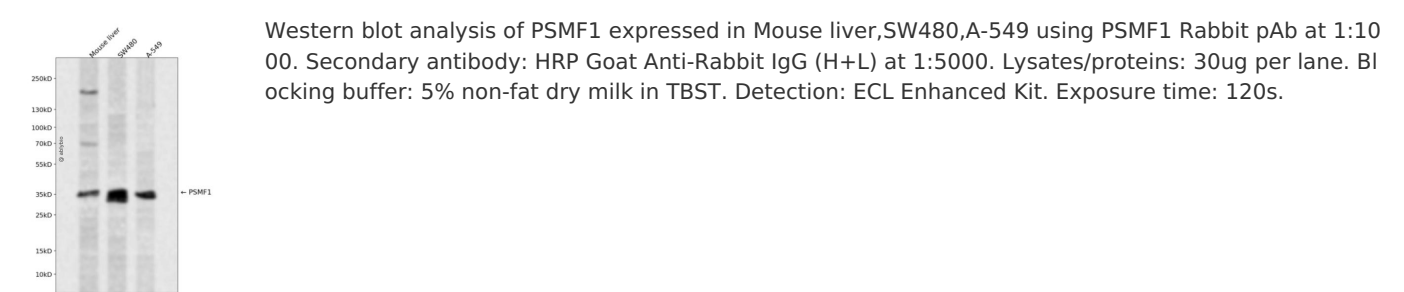 Mouse liver
SW480
A-549
250kD
130kD
100kD
70kD
55kD
35kD
25kD
15kD
10kD
@ ablybio
← PSMF1
Western blot analysis of PSMF1 expressed in Mouse liver,SW480,A-549 using PSMF1 Rabbit pAb at 1:10
00. Secondary antibody: HRP Goat Anti-Rabbit IgG (H+L) at 1:5000. Lysates/proteins: 30ug per lane. Bl
ocking buffer: 5% non-fat dry milk in TBST. Detection: ECL Enhanced Kit. Exposure time: 120s.